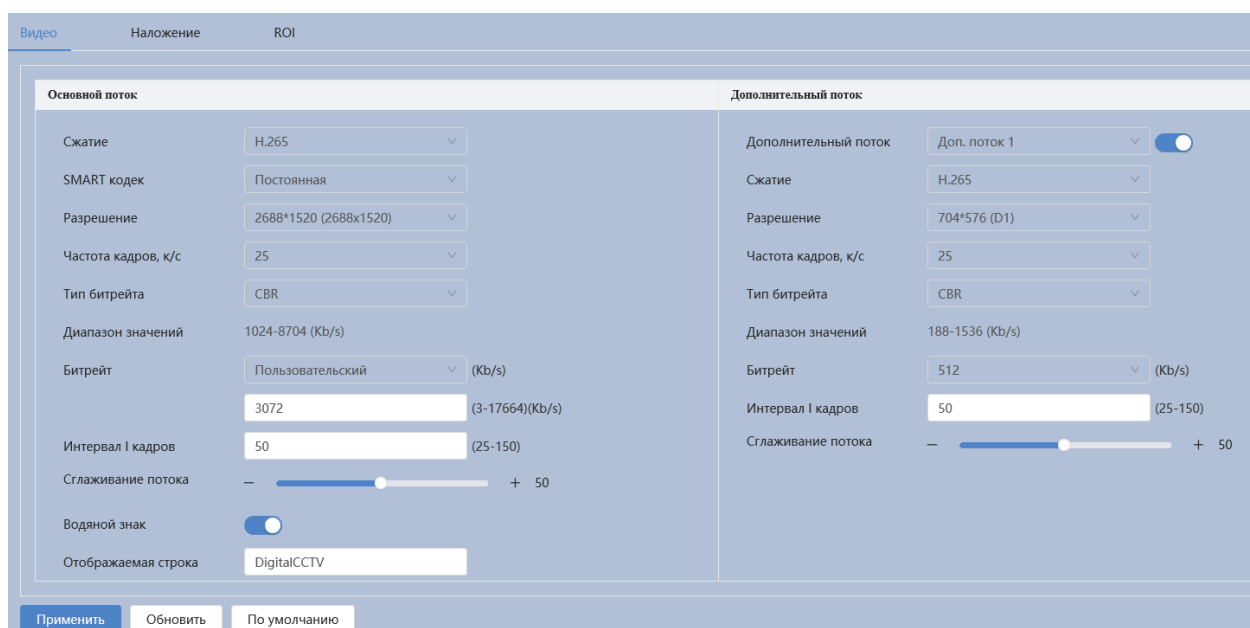 Видео Наложение ROI
Основной поток
Сжатие H.265
SMART кодек Постоянная
Разрешение 2688*1520 (2688x1520)
Частота кадров, к/с 25
Тип битрейта CBR
Диапазон значений 1024-8704 (Kb/s)
Битрейт Пользовательский (Kb/s)
3072 (3-17664)(Kb/s)
Интервал I кадров 50 (25-150)
Сглаживание потока − + 50
Водяной знак
Отображаемая строка DigitalCCTV
Дополнительный поток
Дополнительный поток Доп. поток 1
Сжатие H.265
Разрешение 704*576 (D1)
Частота кадров, к/с 25
Тип битрейта CBR
Диапазон значений 188-1536 (Kb/s)
Битрейт 512 (Kb/s)
Интервал I кадров 50 (25-150)
Сглаживание потока − + 50
Применить Обновить По умолчанию